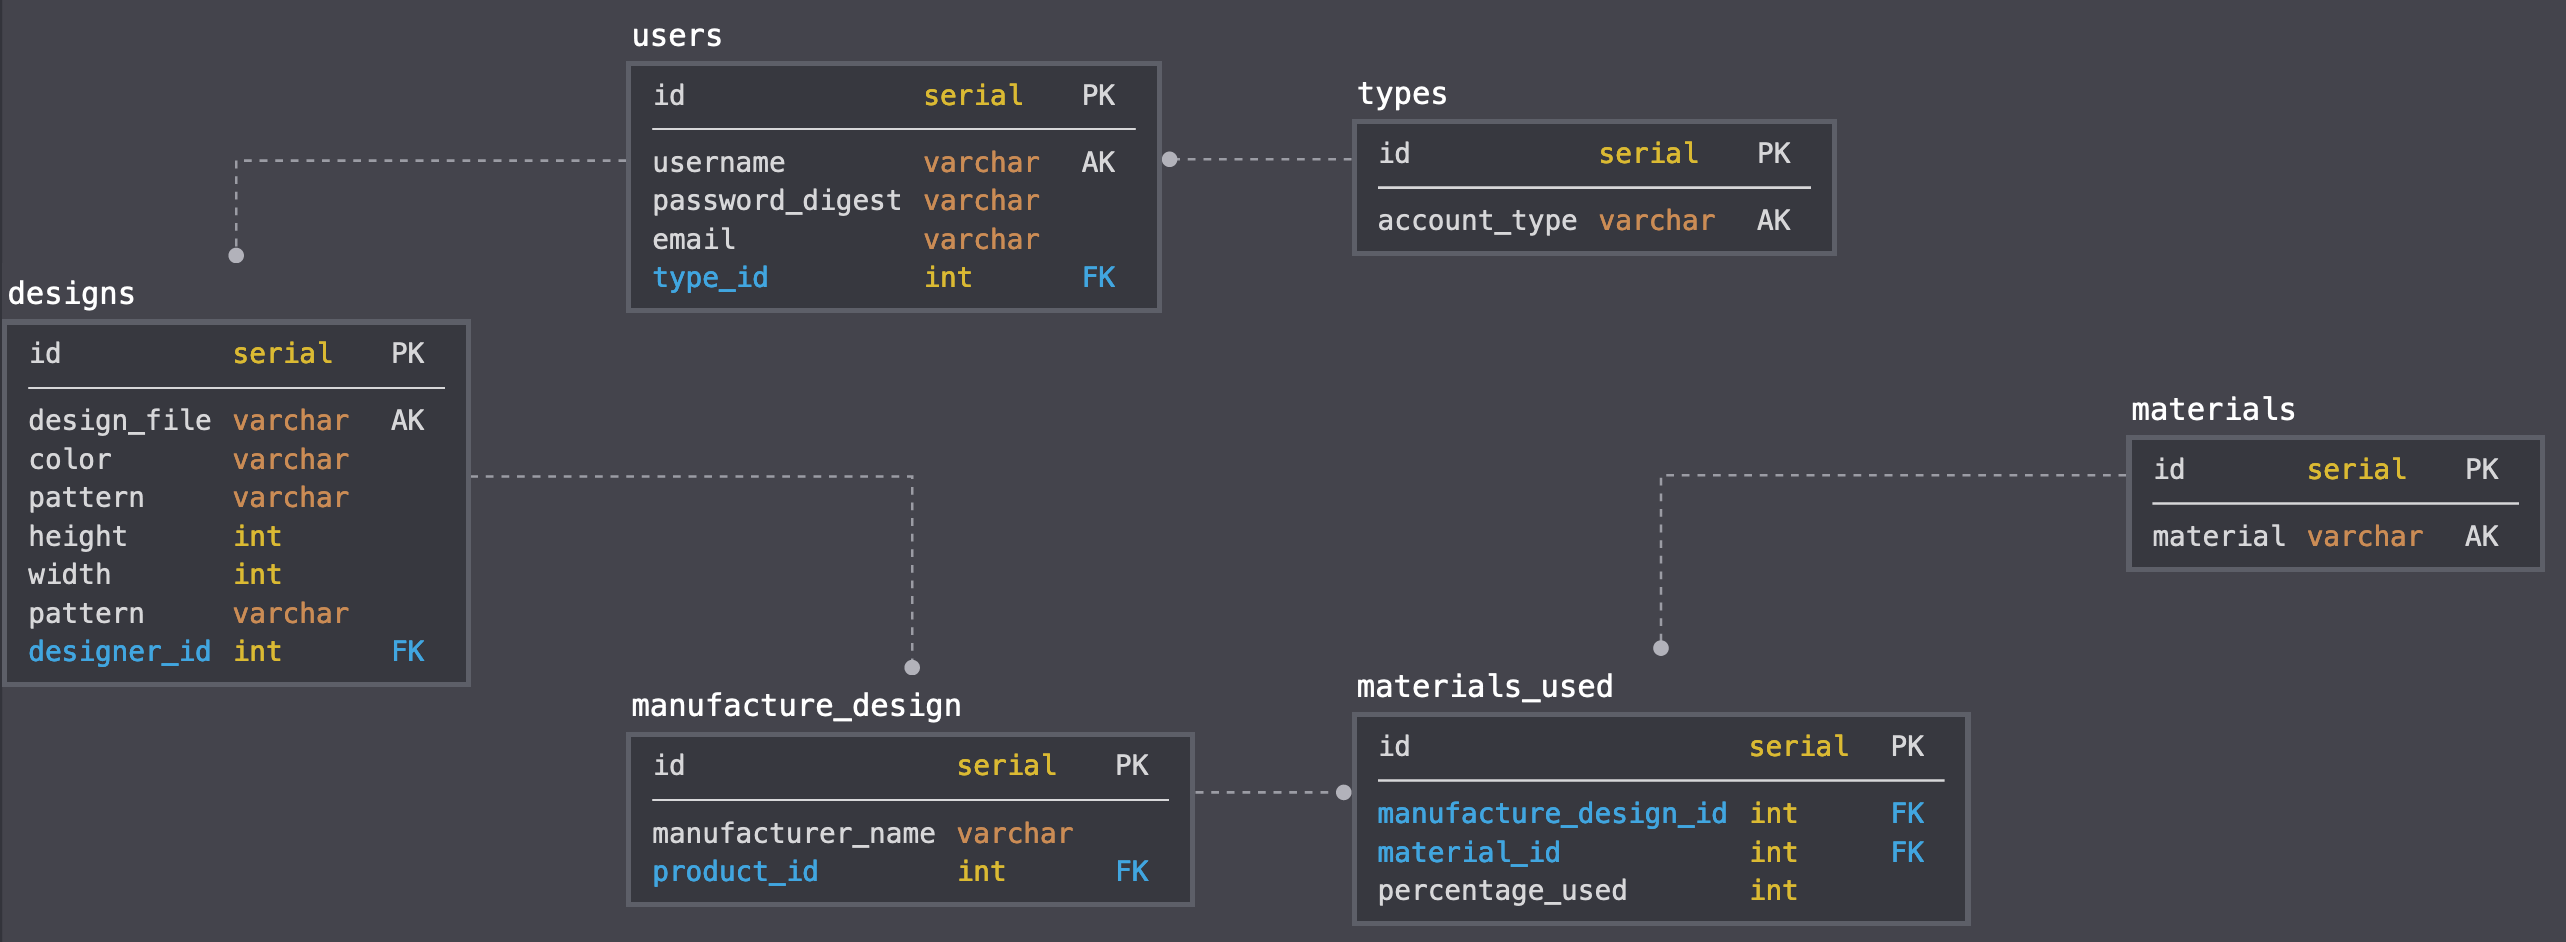 users
id serial PK
username varchar AK
password_digest varchar
email varchar
type_id int FK
types
id serial PK
account_type varchar AK
designs
id serial PK
design_file varchar AK
color varchar
pattern varchar
height int
width int
pattern varchar
designer_id int FK
materials
id serial PK
material varchar AK
manufacture_design
id serial PK
manufacturer_name varchar
product_id int FK
materials_used
id serial PK
manufacture_design_id int FK
material_id int FK
percentage_used int